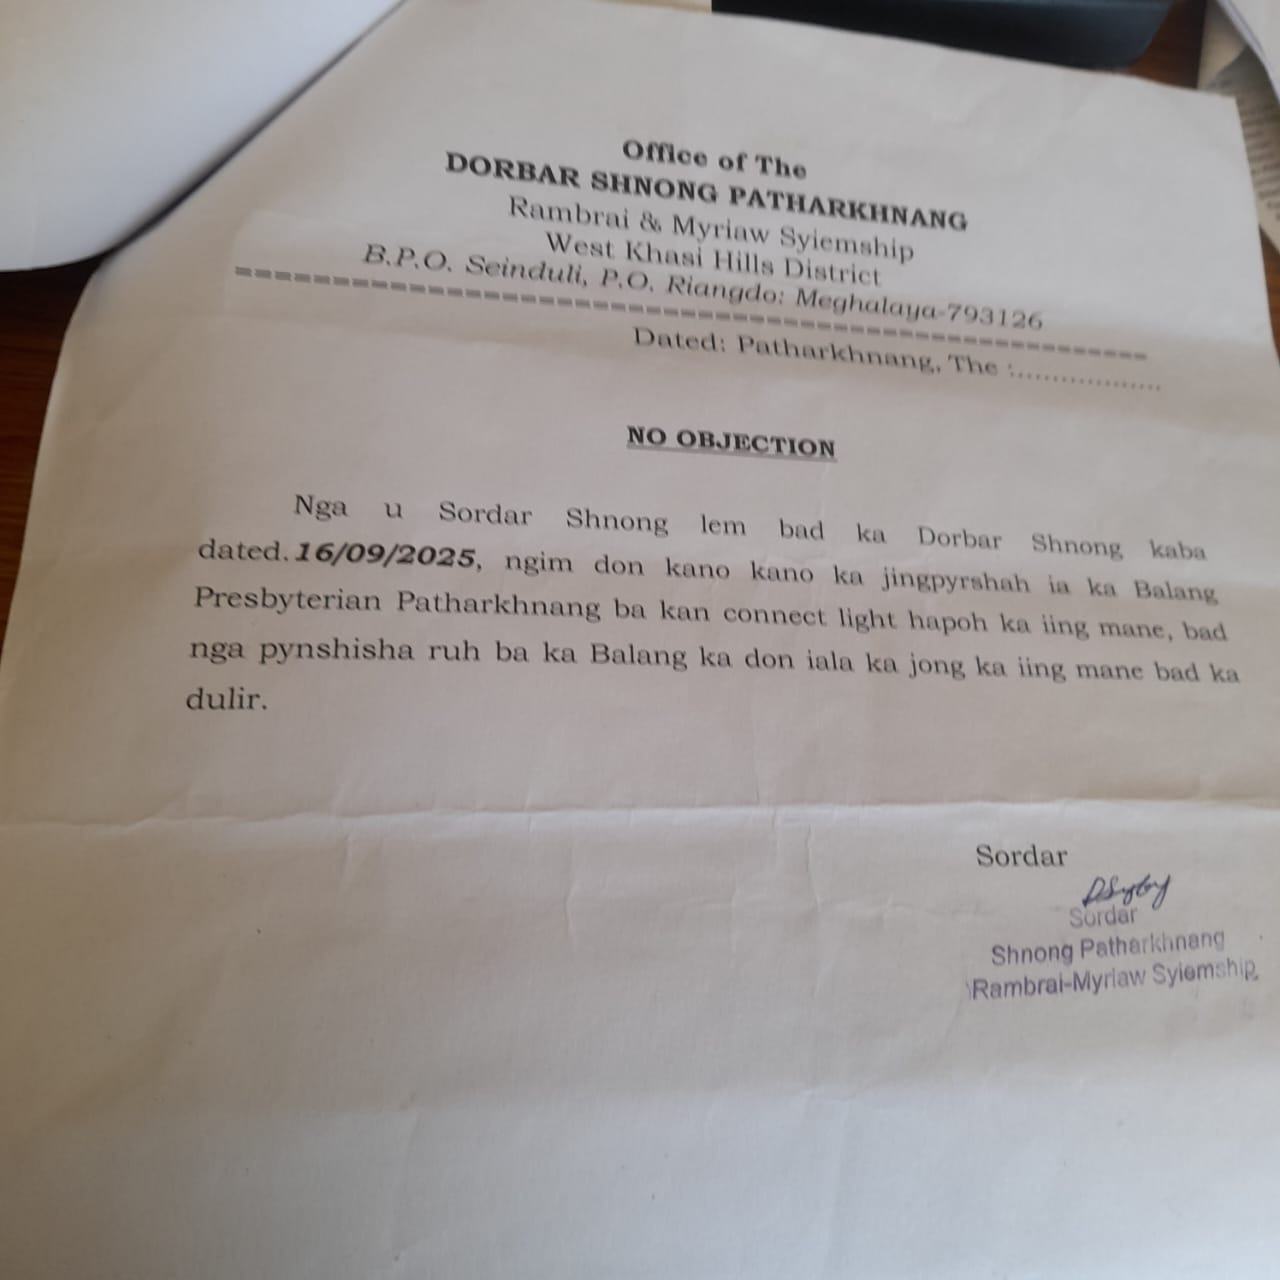 Office of The
DORBAR SHNONG PATHARKHNANG
Rambrai & Myriaw Syiemship
West Khasi Hills District
B.P.O. Seinduli, P.O. Riangdo: Meghalaya-793126
==================================================
Dated: Patharkhnang, The :...................
NO OBJECTION
Nga u Sordar Shnong lem bad ka Dorbar Shnong kaba
dated.16/09/2025, ngim don kano kano ka jingpyrshah ia ka Balang
Presbyterian Patharkhnang ba kan connect light hapoh ka iing mane, bad
nga pynshisha ruh ba ka Balang ka don iala ka jong ka iing mane bad ka
dulir.
Sordar
Sordar
Shnong Patharkhnang
Rambrai-Myriaw Syiemship